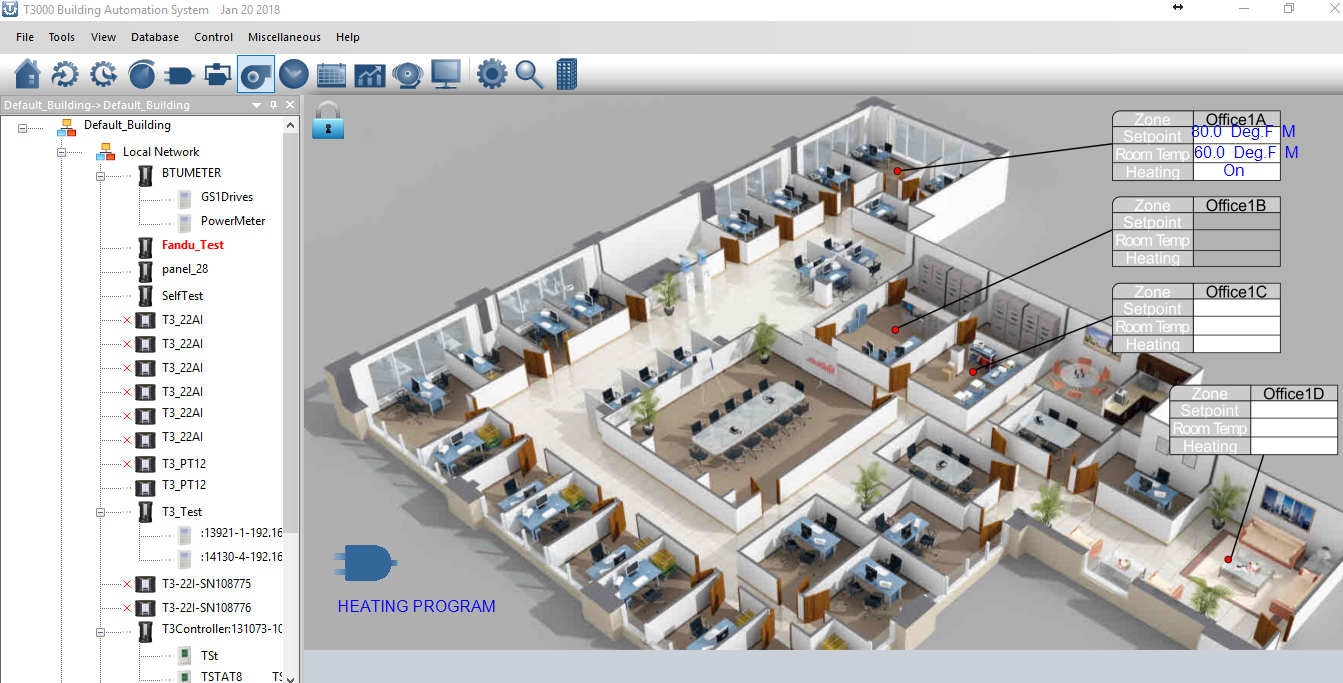 T3000 Building Automation System Jan 20 2018
File Tools View Database Control Miscellaneous Help
Default_Building->Default_Building
Default_Building
Local Network
BTUMETER
GS1Drives
PowerMeter
Fandu_Test
panel_28
SelfTest
T3_22AI
T3_22AI
T3_22AI
T3_22AI
T3_22AI
T3_22AI
T3_PT12
T3_PT12
T3_Test
:13921-1-192.16
:14130-4-192.16
T3-22I-SN108775
T3-22I-SN108776
T3Controller:131073-10
TSt
TSTAT8 TS
Zone Office1A
Setpoint 80.0 Deg.F M
Room Temp 60.0 Deg.F M
Heating On
Zone Office1B
Setpoint
Room Temp
Heating
Zone Office1C
Setpoint
Room Temp
Heating
Zone Office1D
Setpoint
Room Temp
Heating
HEATING PROGRAM